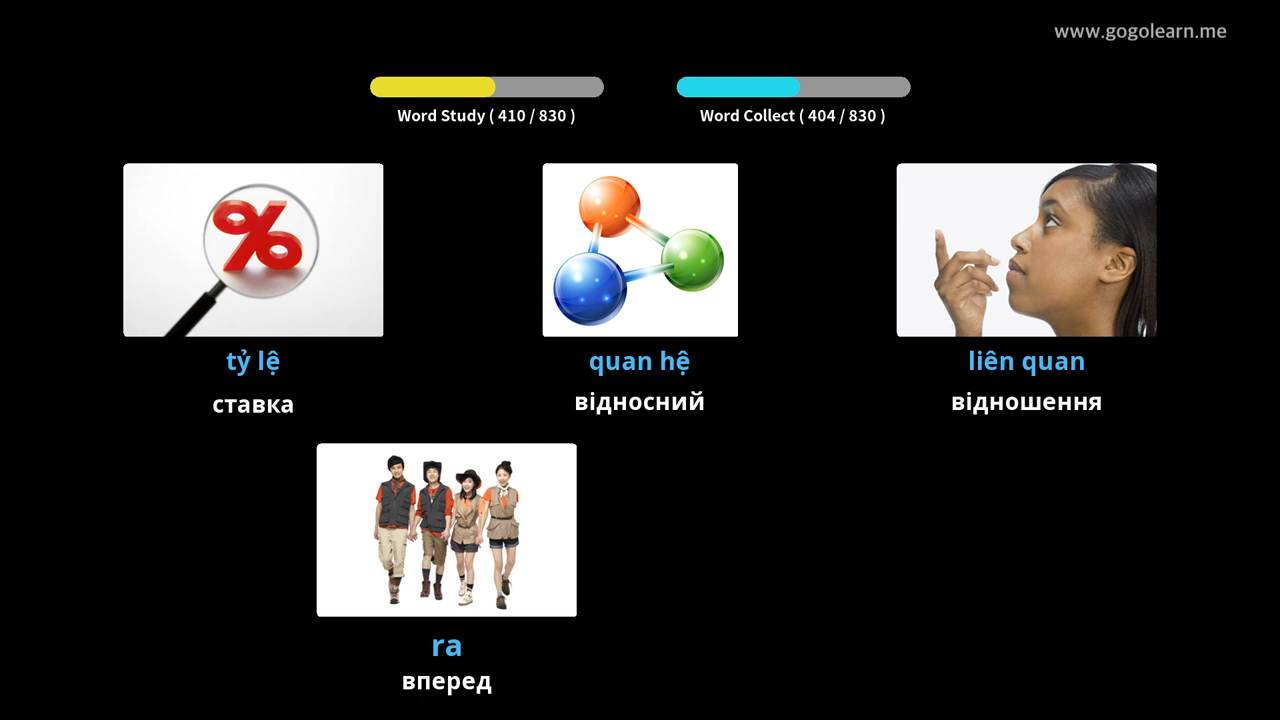 www.gogolearn.me
Word Study ( 410 / 830 )
Word Collect ( 404 / 830 )
%
tỷ lệ
quan hệ
liên quan
ставка
відносний
відношення
ra
вперед